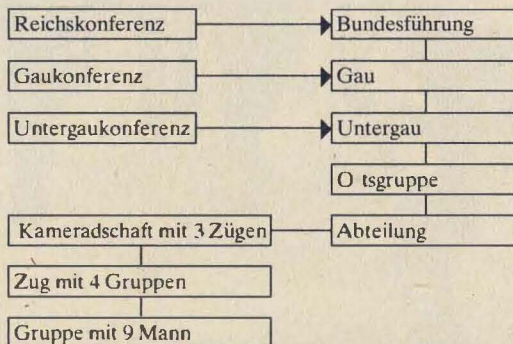 Reichskonferenz
Bundesführung
Gaukonferenz
Gau
Untergaukonferenz
Untergau
O tsgruppe
Kameradschaft mit 3 Zügen
Abteilung
Zug mit 4 Gruppen
Gruppe mit 9 Mann